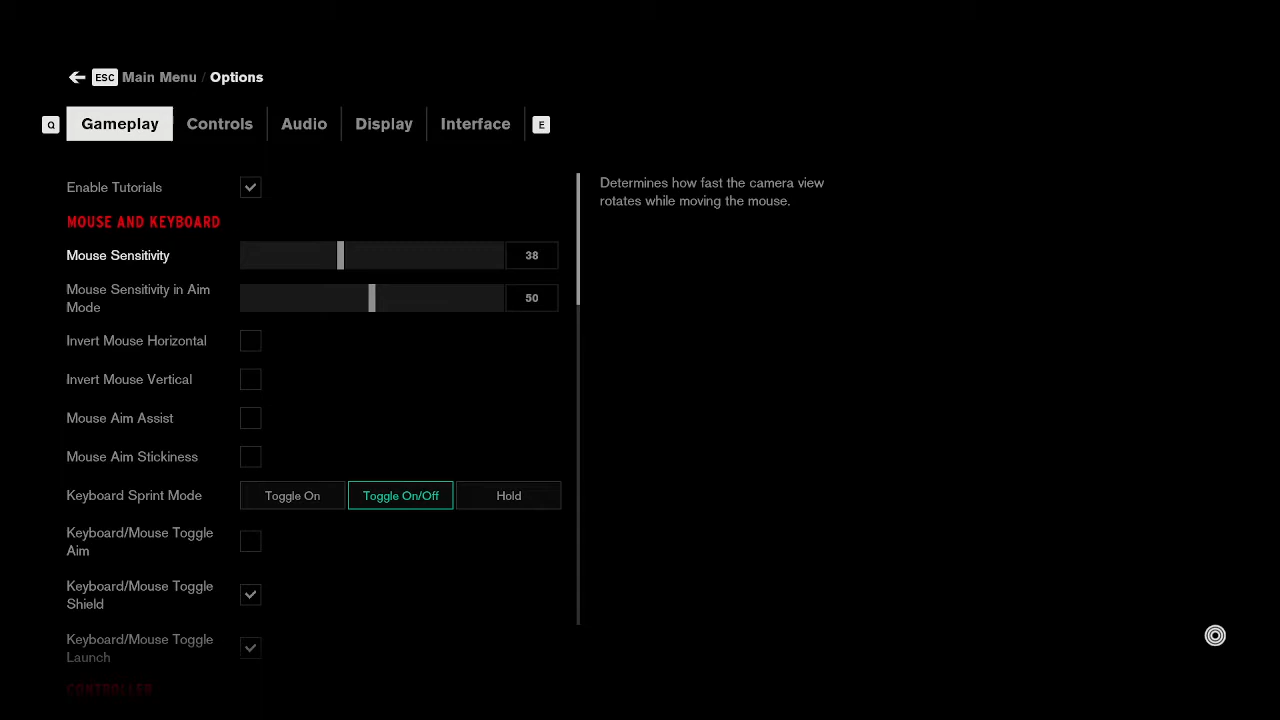 ESC Main Menu / Options
Q Gameplay Controls Audio Display Interface E
Enable Tutorials
Determines how fast the camera view
rotates while moving the mouse.
MOUSE AND KEYBOARD
Mouse Sensitivity 38
Mouse Sensitivity in Aim
Mode 50
Invert Mouse Horizontal
Invert Mouse Vertical
Mouse Aim Assist
Mouse Aim Stickiness
Keyboard Sprint Mode Toggle On Toggle On/Off Hold
Keyboard/Mouse Toggle
Aim
Keyboard/Mouse Toggle
Shield
Keyboard/Mouse Toggle
Launch
CONTROLLER